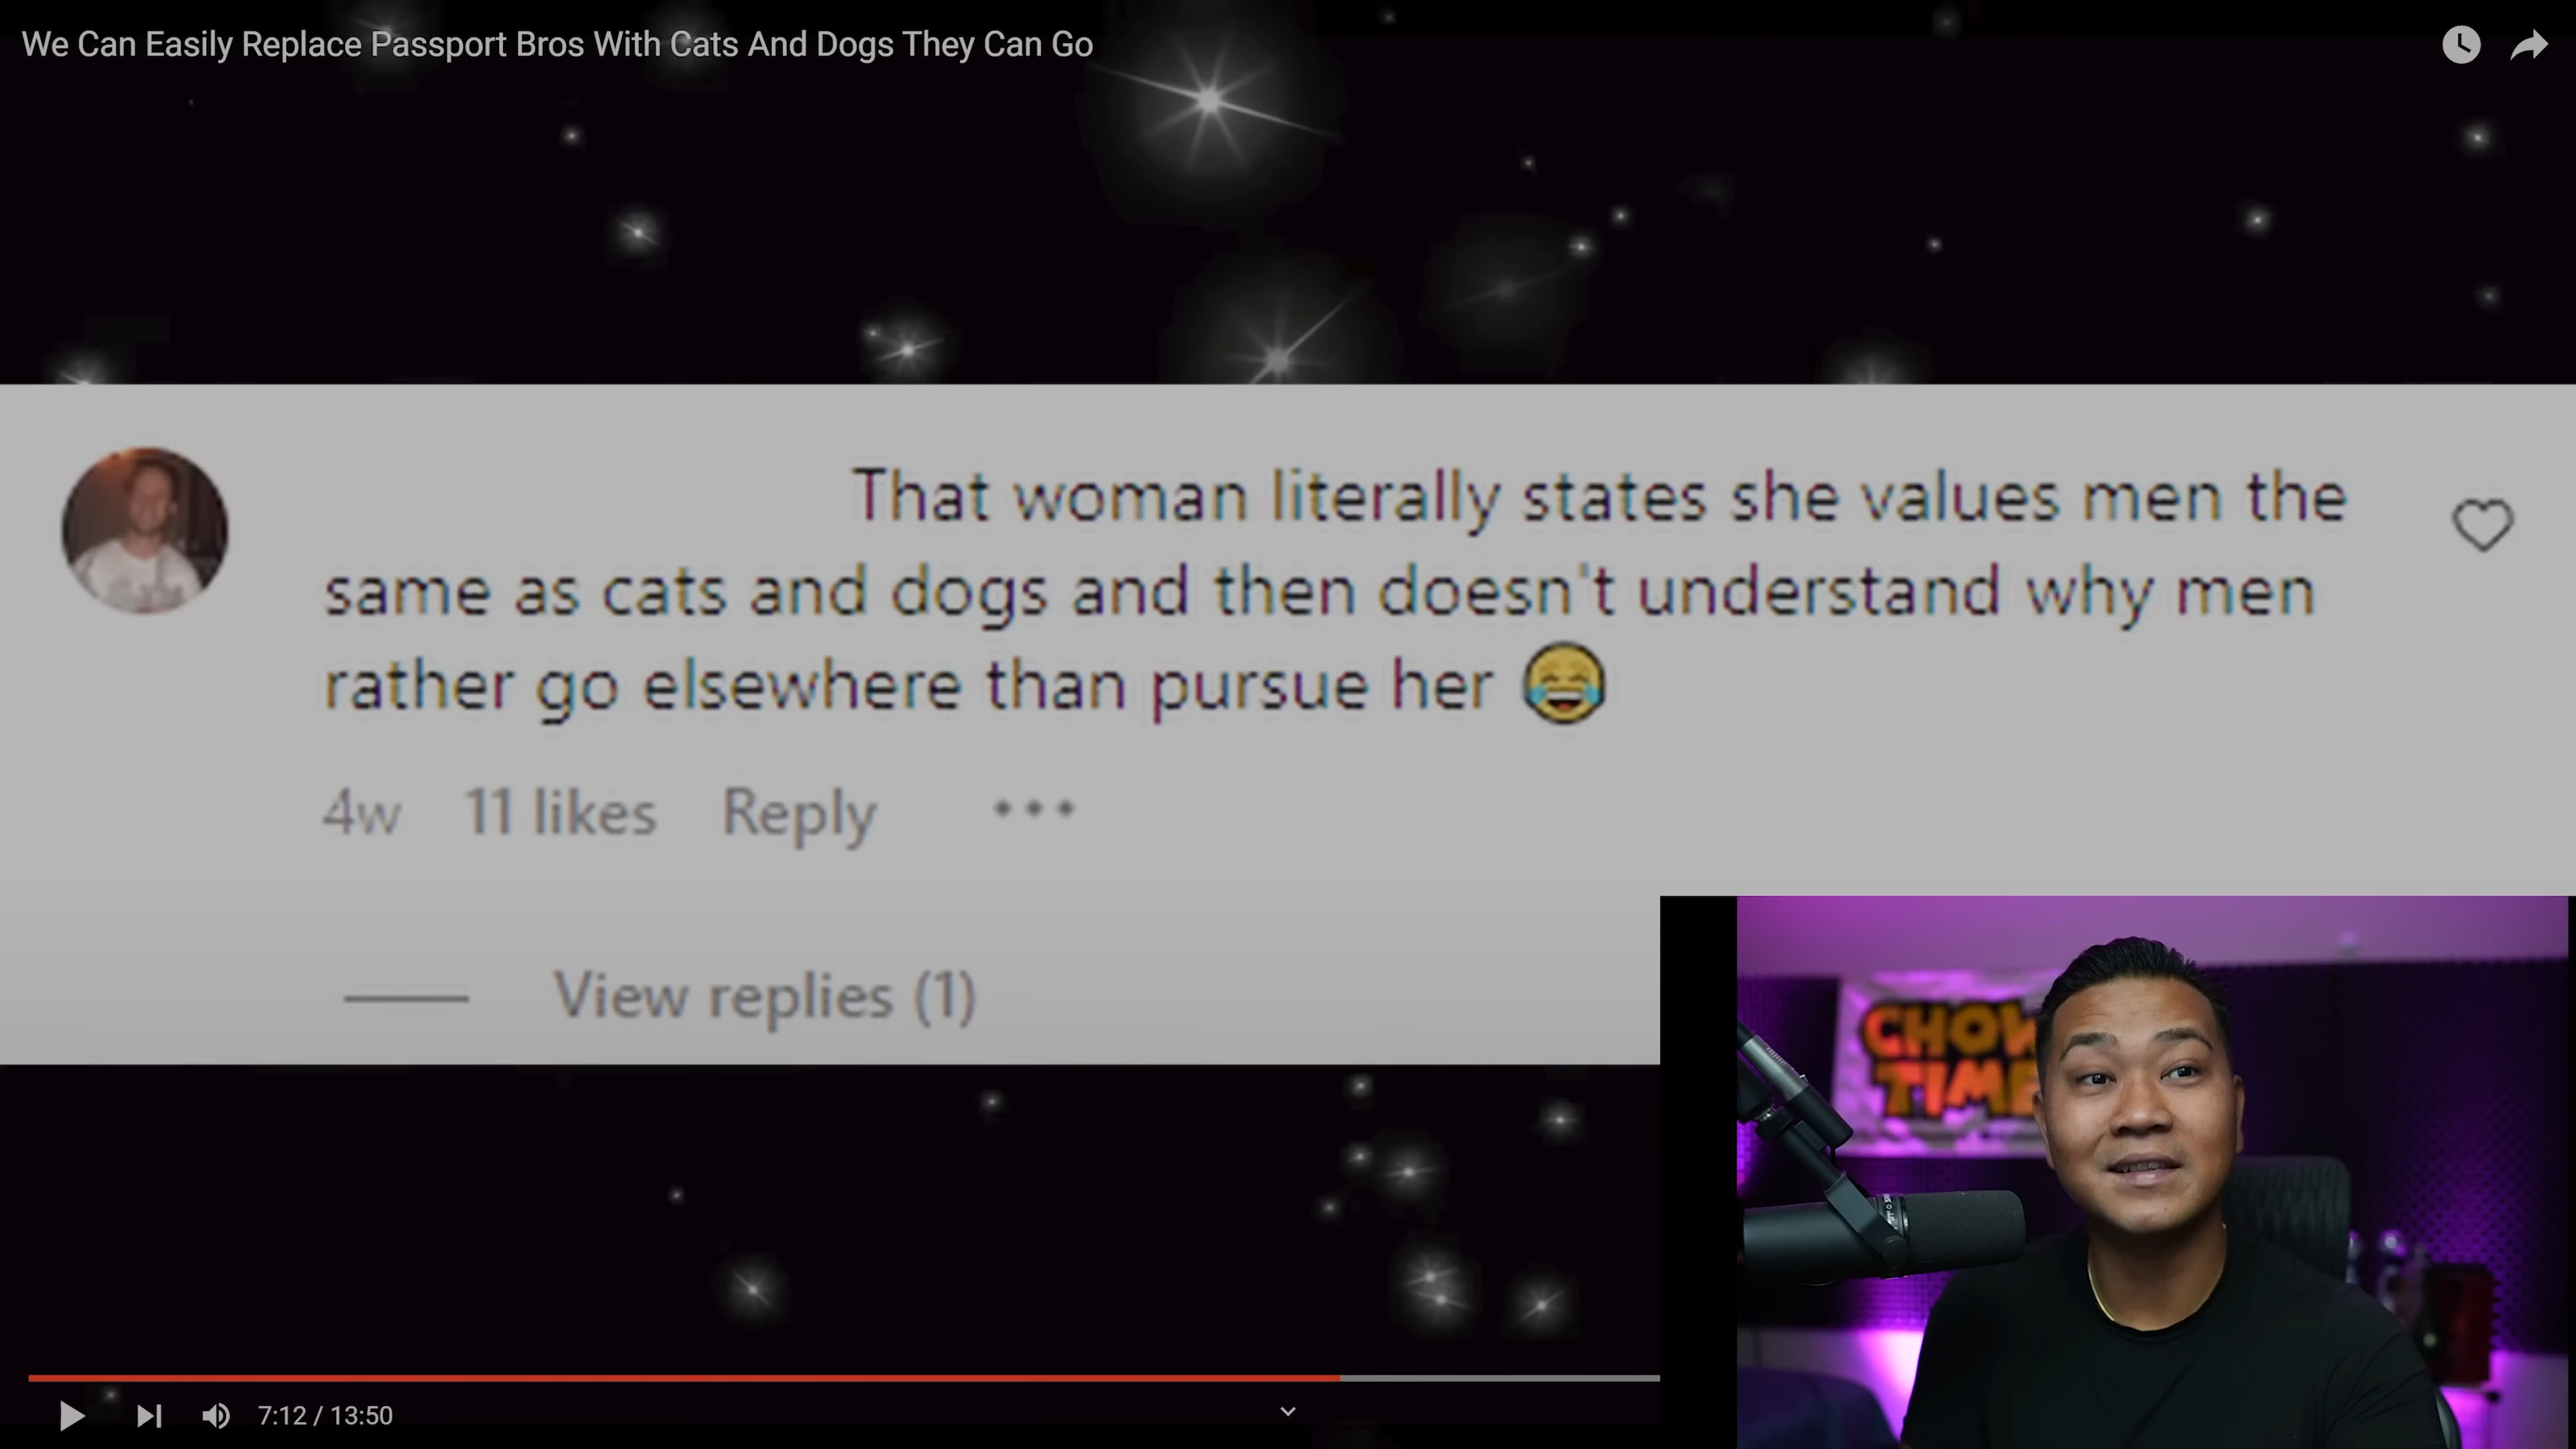 We Can Easily Replace Passport Bros With Cats And Dogs They Can Go
That woman literally states she values men the
same as cats and dogs and then doesn't understand why men
rather go elsewhere than pursue her 😂
4w 11 likes Reply •••
View replies (1)
CHOW
TIME
7:12 / 13:50